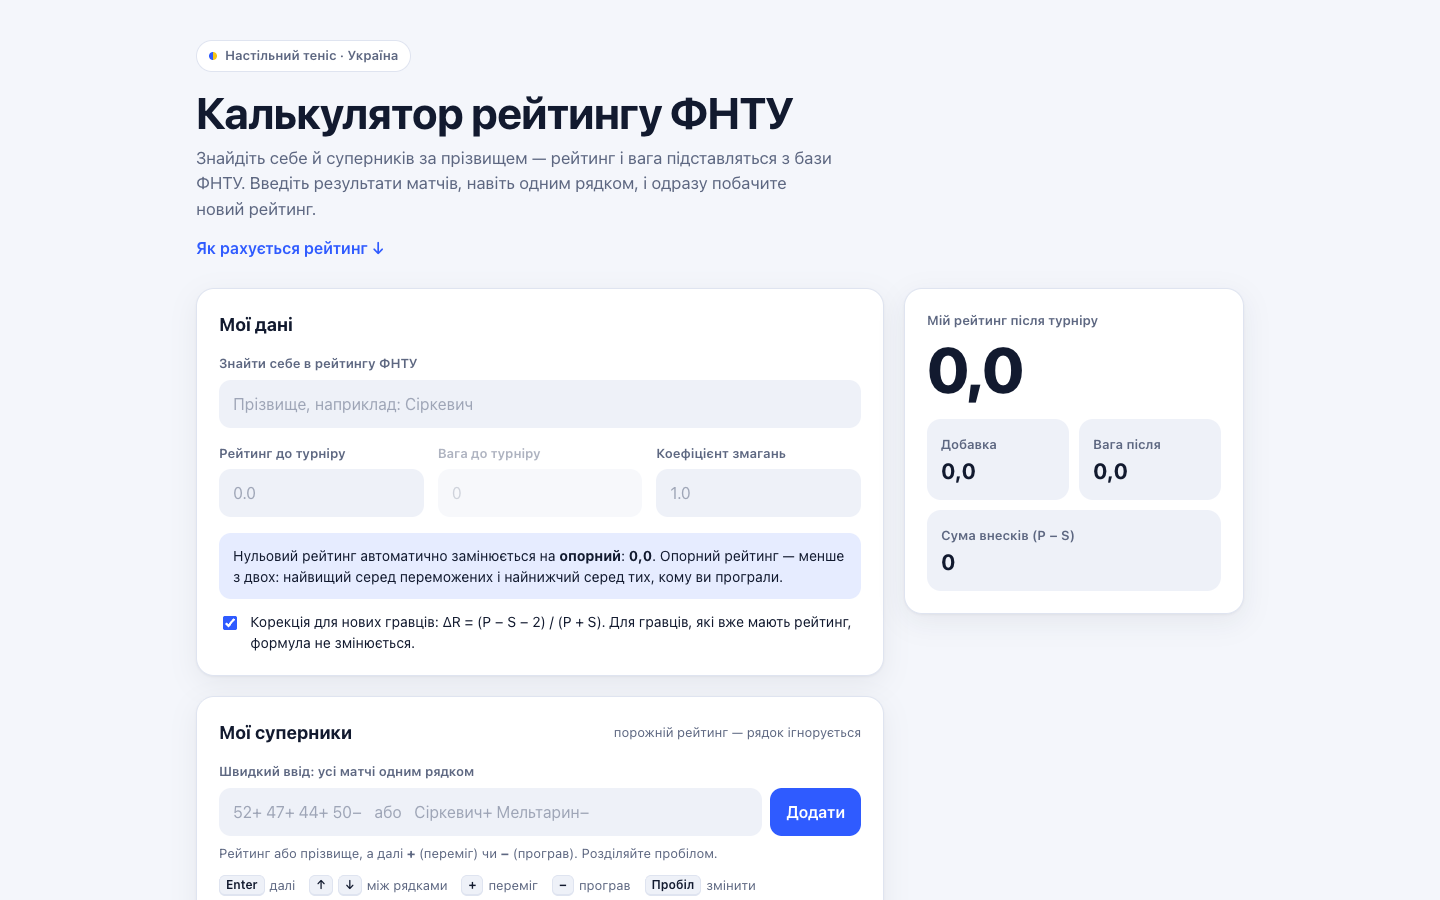 Настільний теніс · Україна
Калькулятор рейтингу ФНТУ
Знайдіть себе й суперників за прізвищем — рейтинг і вага підставляться з бази
ФНТУ. Введіть результати матчів, навіть одним рядком, і одразу побачите
новий рейтинг.
Як рахується рейтинг ↓
Мої дані
Знайти себе в рейтингу ФНТУ
Прізвище, наприклад: Сіркевич
Рейтинг до турніру
Вага до турніру
Коефіцієнт змагань
0.0
0
1.0
Нульовий рейтинг автоматично замінюється на опорний: 0,0. Опорний рейтинг — менше
з двох: найвищий серед переможених і найнижчий серед тих, кому ви програли.
Корекція для нових гравців: ΔR = (P − S − 2) / (P + S). Для гравців, які вже мають рейтинг,
формула не змінюється.
Мій рейтинг після турніру
0,0
Добавка
0,0
Вага після
0,0
Сума внесків (P − S)
0
Мої суперники
порожній рейтинг — рядок ігнорується
Швидкий ввід: усі матчі одним рядком
52+ 47+ 44+ 50− або Сіркевич+ Мельтарин−
Додати
Рейтинг або прізвище, а далі + (переміг) чи − (програв). Розділяйте пробілом.
Enter далі ↑ ↓ між рядками + переміг − програв Пробіл змінити